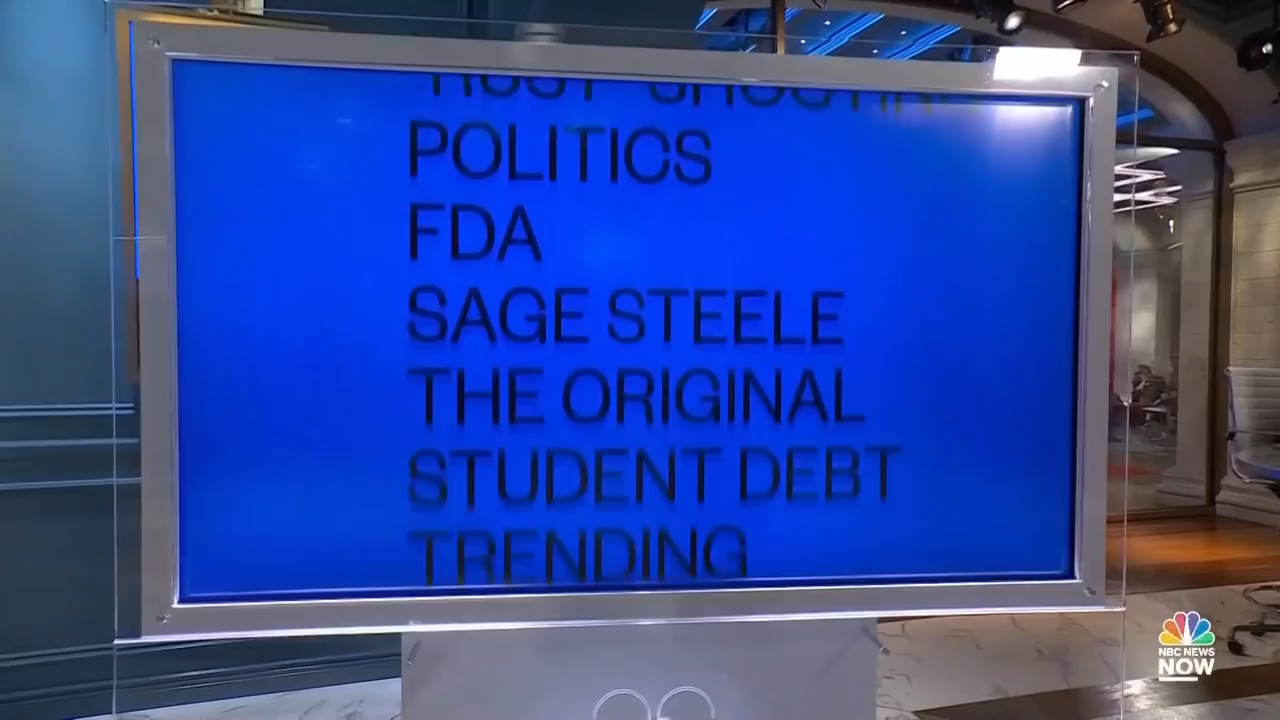 POLITICS
FDA
SAGE STEELE
THE ORIGINAL
STUDENT DEBT
TRENDING
NBC NEWS
NOW